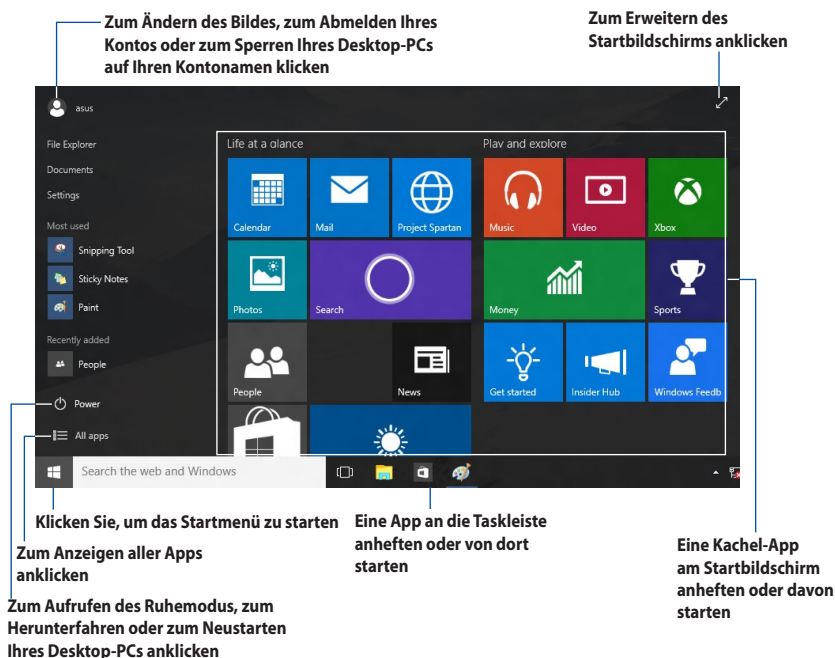 Zum Ändern des Bildes, zum Abmelden Ihres
Kontos oder zum Sperren Ihres Desktop-PCs
auf Ihren Kontonamen klicken
Zum Erweitern des
Startbildschirms anklicken
asus
File Explorer
Documents
Settings
Most used
Snipping Tool
Sticky Notes
Paint
Recently added
People
Power
All apps
Life at a glance
Play and explore
Calendar
Mail
Project Spartan
Music
Video
Xbox
Photos
Search
Money
Sports
People
News
Get started
Insider Hub
Windows Feedb
Search the web and Windows
Klicken Sie, um das Startmenü zu starten
Zum Anzeigen aller Apps
anklicken
Zum Aufrufen des Ruhemodus, zum
Herunterfahren oder zum Neustarten
Ihres Desktop-PCs anklicken
Eine App an die Taskleiste
anheften oder von dort
starten
Eine Kachel-App
am Startbildschirm
anheften oder davon
starten